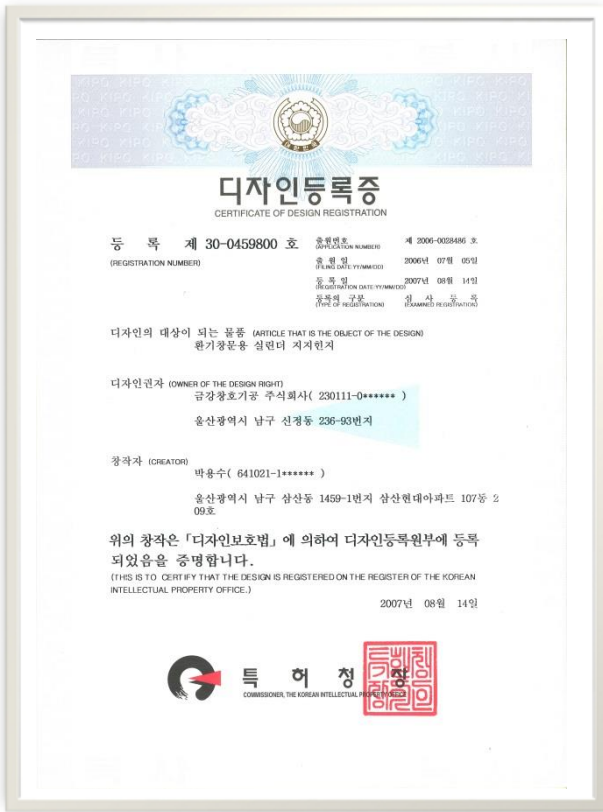 디자인등록증
CERTIFICATE OF DESIGN REGISTRATION
등 록 제 30-0459800 호
(REGISTRATION NUMBER)
출원번호 제 2006-0028486 호
(APPLICATION NUMBER)
출 원 일 2006년 07월 05일
(FILING DATE:YY/MM/DD)
등 록 일 2007년 08월 14일
(REGISTRATION DATE:YY/MM/DD)
등록의 구분 심 사 등 록
(TYPE OF REGISTRATION) (EXAMINED REGISTRATION)
디자인의 대상이 되는 물품 (ARTICLE THAT IS THE OBJECT OF THE DESIGN)
환기창문용 실린더 지지힌지
디자인권자 (OWNER OF THE DESIGN RIGHT)
금강창호기공 주식회사( 230111-0****** )
울산광역시 남구 신정동 236-93번지
창작자 (CREATOR)
박용수( 641021-1****** )
울산광역시 남구 삼산동 1459-1번지 삼산현대아파트 107동 2
09호
위의 창작은 「디자인보호법」에 의하여 디자인등록원부에 등록
되었음을 증명합니다.
(THIS IS TO CERTIFY THAT THE DESIGN IS REGISTERED ON THE REGISTER OF THE KOREAN
INTELLECTUAL PROPERTY OFFICE.)
2007년 08월 14일
특 허 청 장
COMMISSIONER, THE KOREAN INTELLECTUAL PROPERTY OFFICE